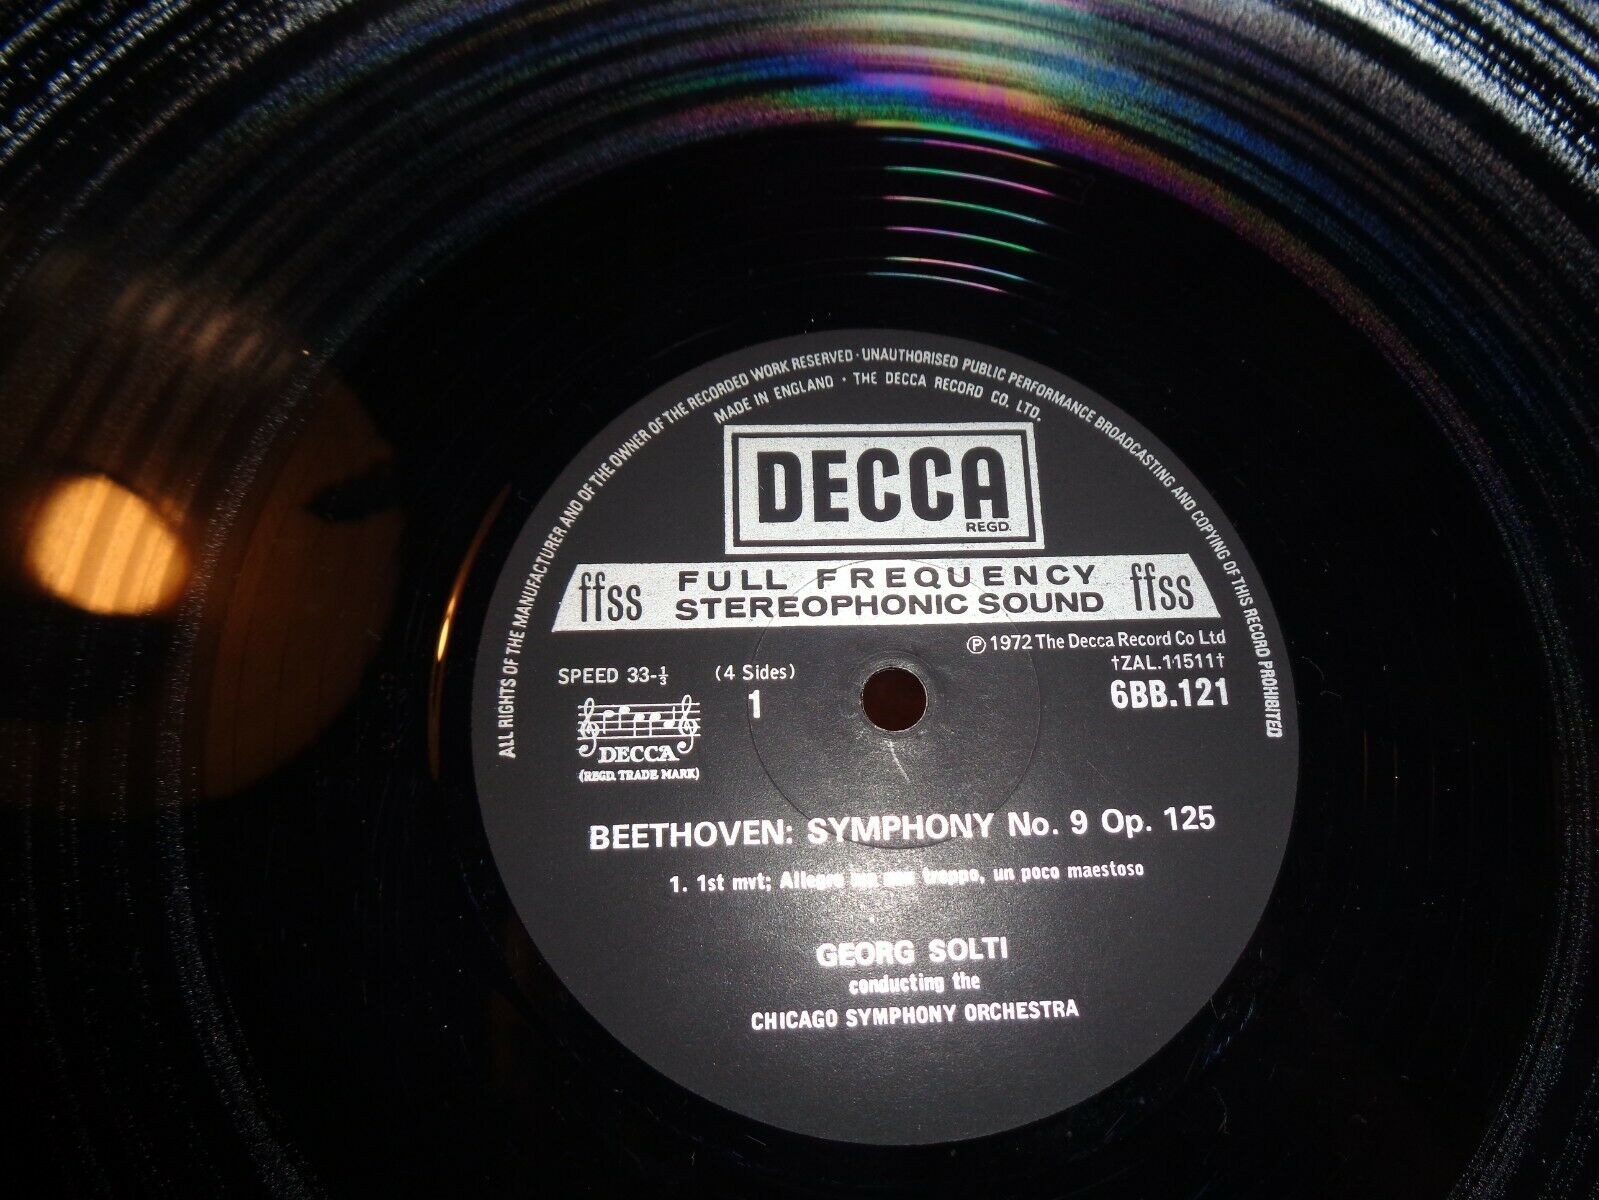 ALL RIGHTS OF THE MANUFACTURER AND OF THE OWNER OF THE RECORDED WORK RESERVED · UNAUTHORISED PUBLIC PERFORMANCE BROADCASTING AND COPYING OF THIS RECORD PROHIBITED
MADE IN ENGLAND · THE DECCA RECORD CO. LTD.
DECCA
REGD.
ffss FULL FREQUENCY STEREOPHONIC SOUND ffss
℗ 1972 The Decca Record Co Ltd
SPEED 33-⅓ (4 Sides) †ZAL.11511†
1 6BB.121
DECCA
(REGD. TRADE MARK)
BEETHOVEN: SYMPHONY No. 9 Op. 125
1. 1st mvt; Allegro troppo, un poco maestoso
GEORG SOLTI
conducting the
CHICAGO SYMPHONY ORCHESTRA